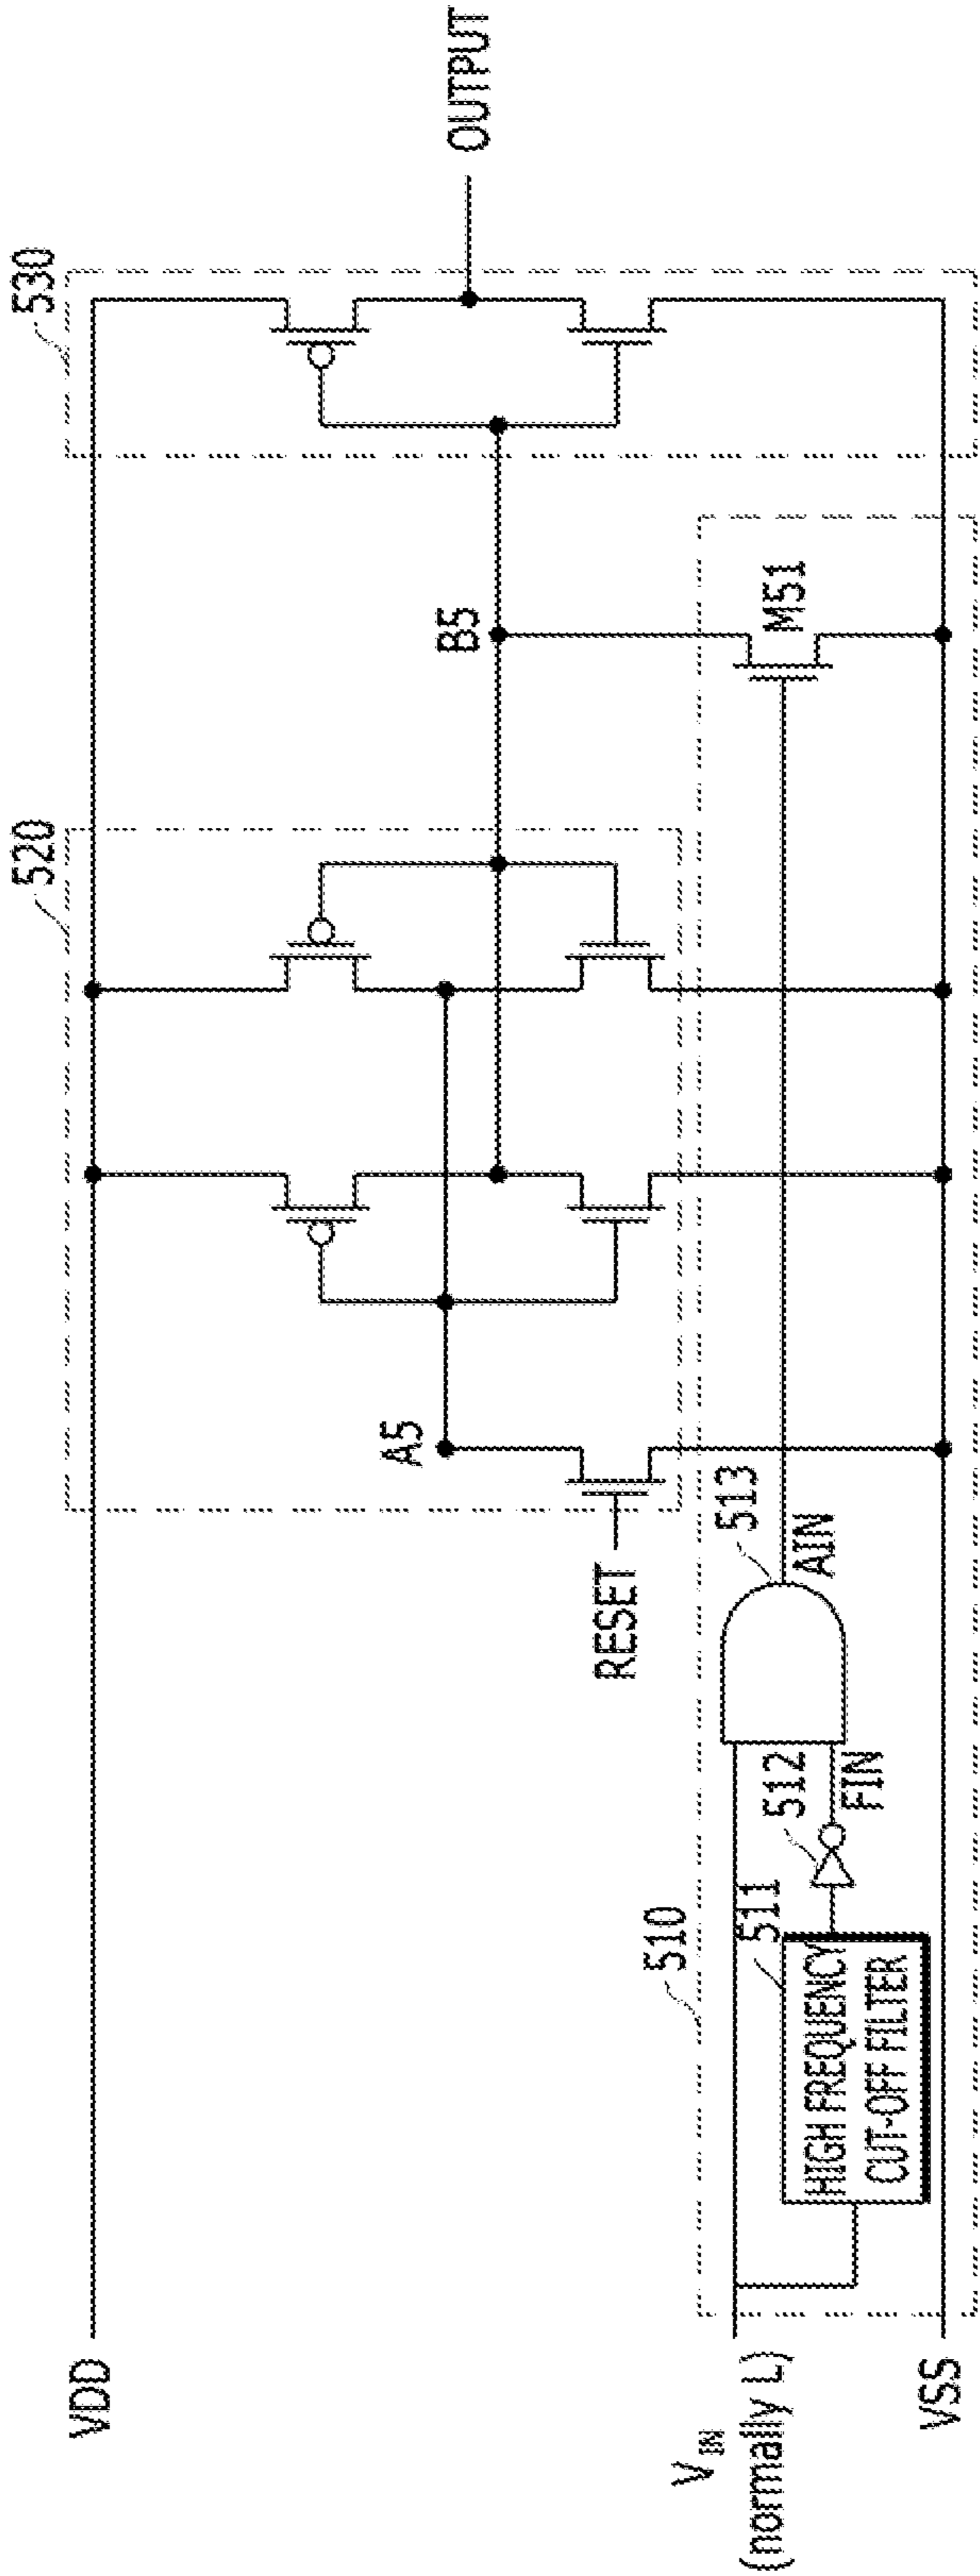 VDD
520
530
A5
B5
OUTPUT
RESET
510
511
512
513
M51
V IN
(normally L)
HIGH FREQUENCY
CUT-OFF FILTER
FIN
AIN
VSS